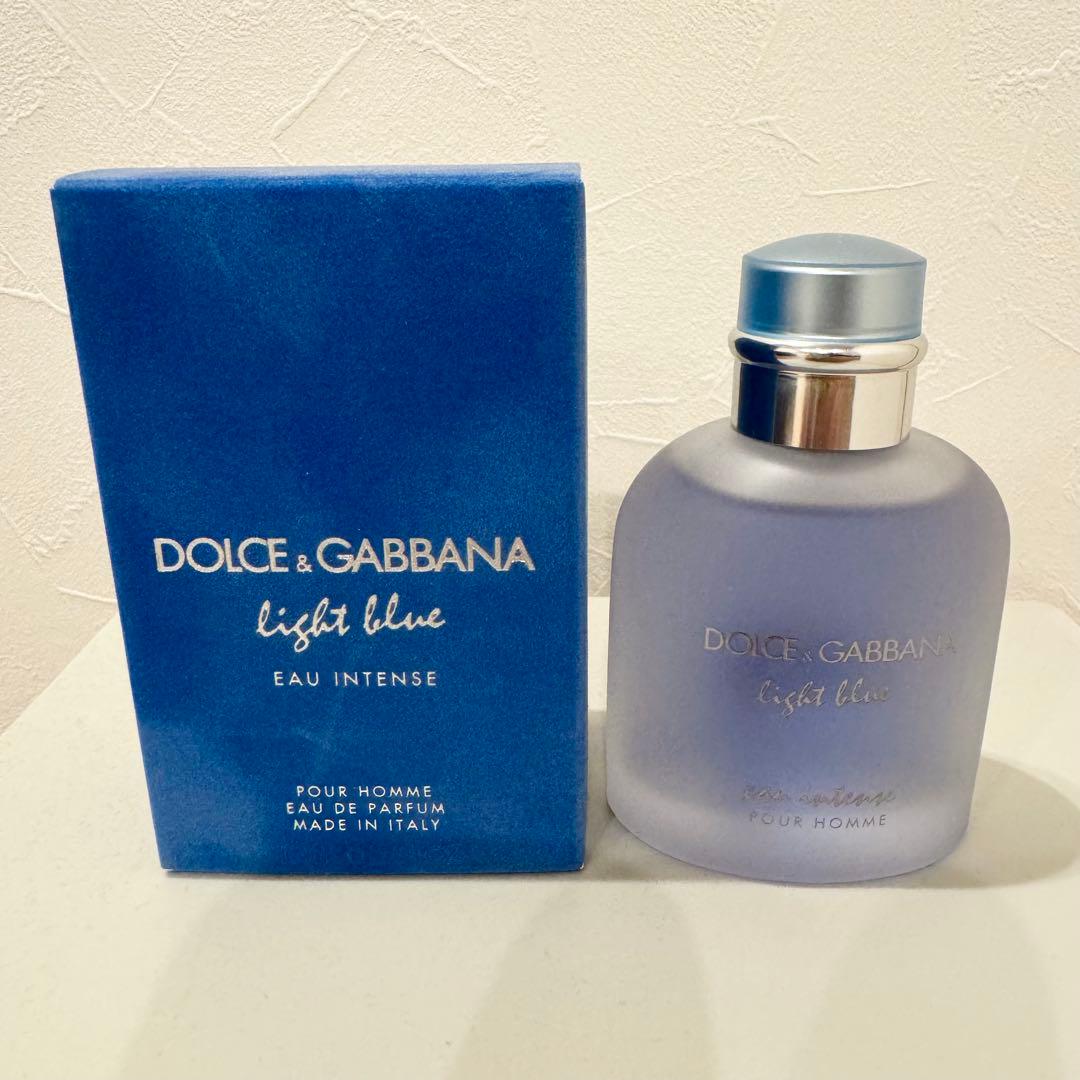 DOLCE & GABBANA
light blue
EAU INTENSE
POUR HOMME
EAU DE PARFUM
MADE IN ITALY
DOLCE & GABBANA
light blue
eau intense
POUR HOMME